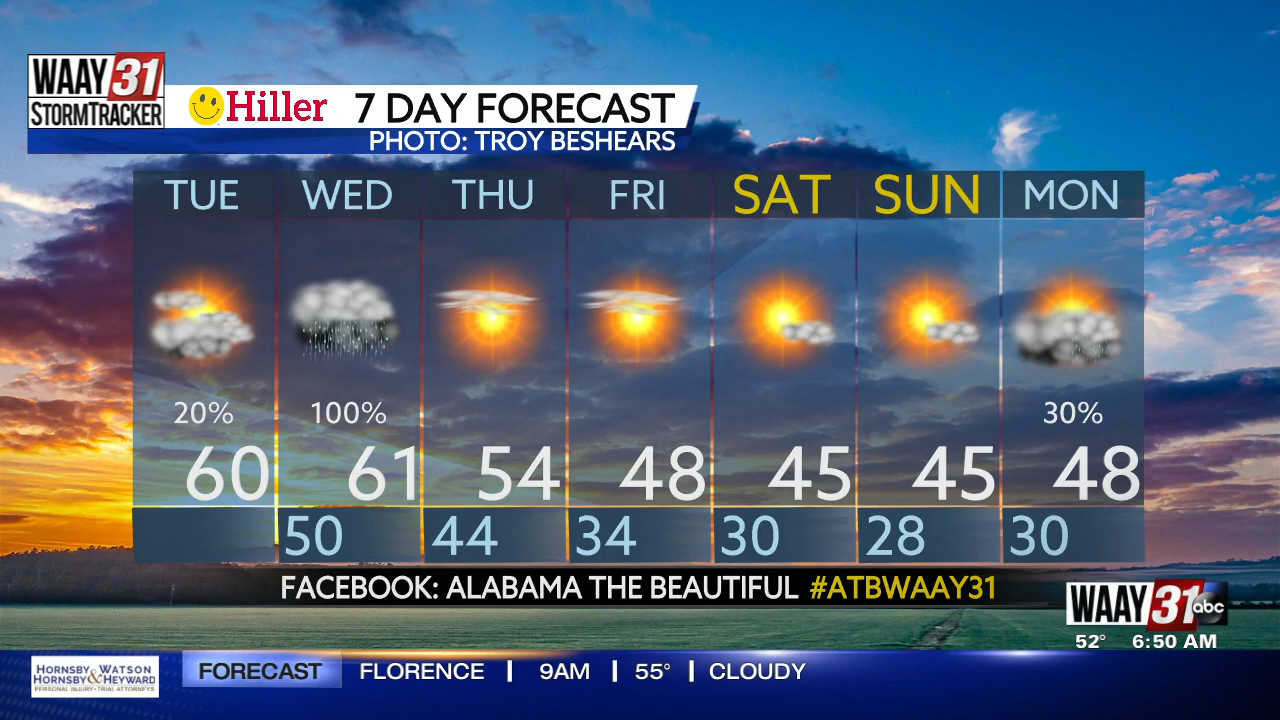 WAAY 31
STORMTRACKER
Hiller 7 DAY FORECAST
PHOTO: TROY BESHEARS
TUE WED THU FRI SAT SUN MON
20% 100% 30%
60 61 54 48 45 45 48
50 44 34 30 28 30
FACEBOOK: ALABAMA THE BEAUTIFUL #ATBWAAY31
WAAY 31 abc
52° 6:50 AM
HORNSBY WATSON
HORNSBY & HEYWARD
PERSONAL INJURY • TRIAL ATTORNEYS
FORECAST FLORENCE | 9AM | 55° | CLOUDY